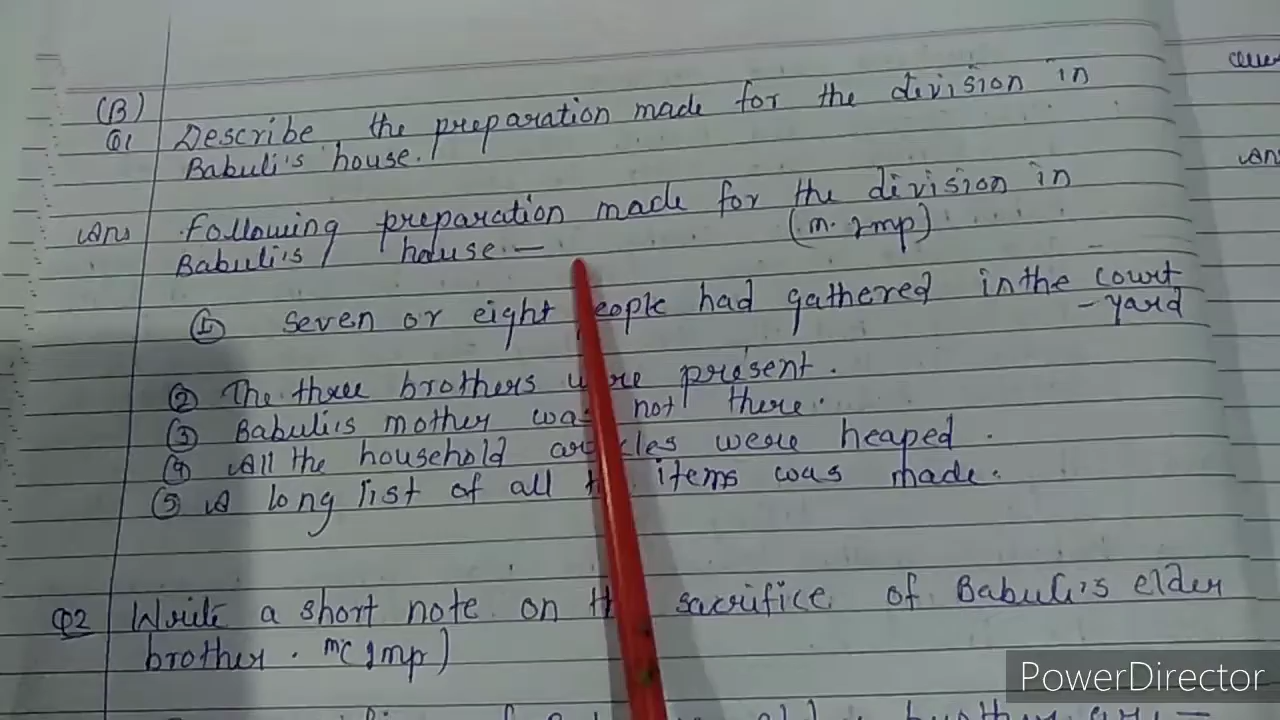 (B)
Q1 Describe the preparation made for the division in
Babuli's house.
Ans Following preparation made for the division in
Babuli's house. — (m. Imp)
① Seven or eight people had gathered in the court
- yard
② The three brothers were present.
③ Babuli's mother was not there.
④ All the household articles were heaped.
⑤ A long list of all items was made.
Q2 Write a short note on sacrifice of Babuli's elder
brother. m(Imp)
PowerDirector